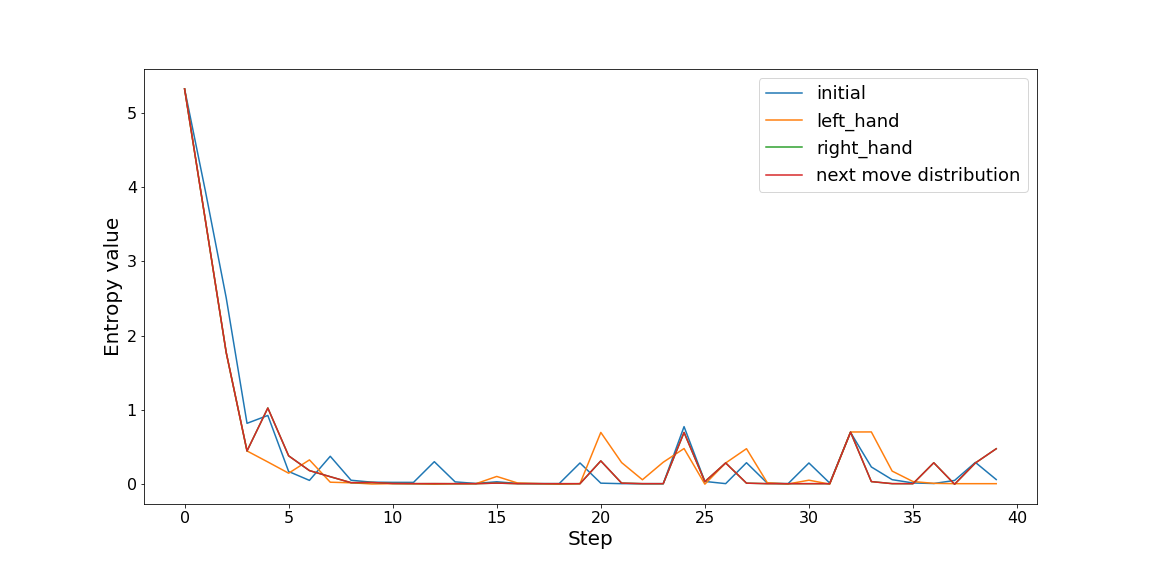 initial
left_hand
right_hand
next move distribution
Entropy value
5
4
3
2
1
0
0 5 10 15 20 25 30 35 40
Step